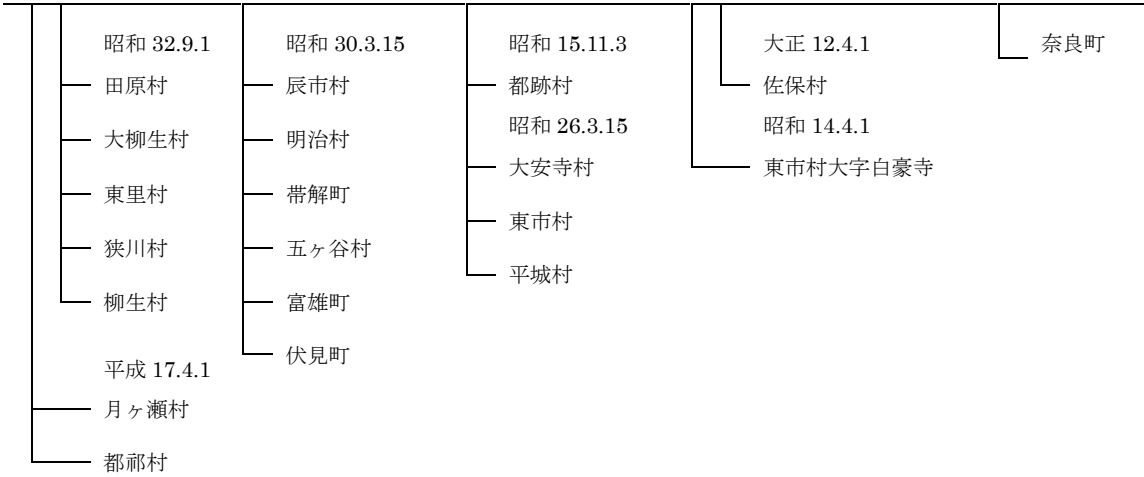 昭和 32.9.1
田原村
大柳生村
東里村
狭川村
柳生村
平成 17.4.1
月ヶ瀬村
都祁村
昭和 30.3.15
辰市村
明治村
帯解町
五ヶ谷村
富雄町
伏見町
昭和 15.11.3
都跡村
昭和 26.3.15
大安寺村
東市村
平城村
大正 12.4.1
佐保村
昭和 14.4.1
東市村大字白豪寺
奈良町